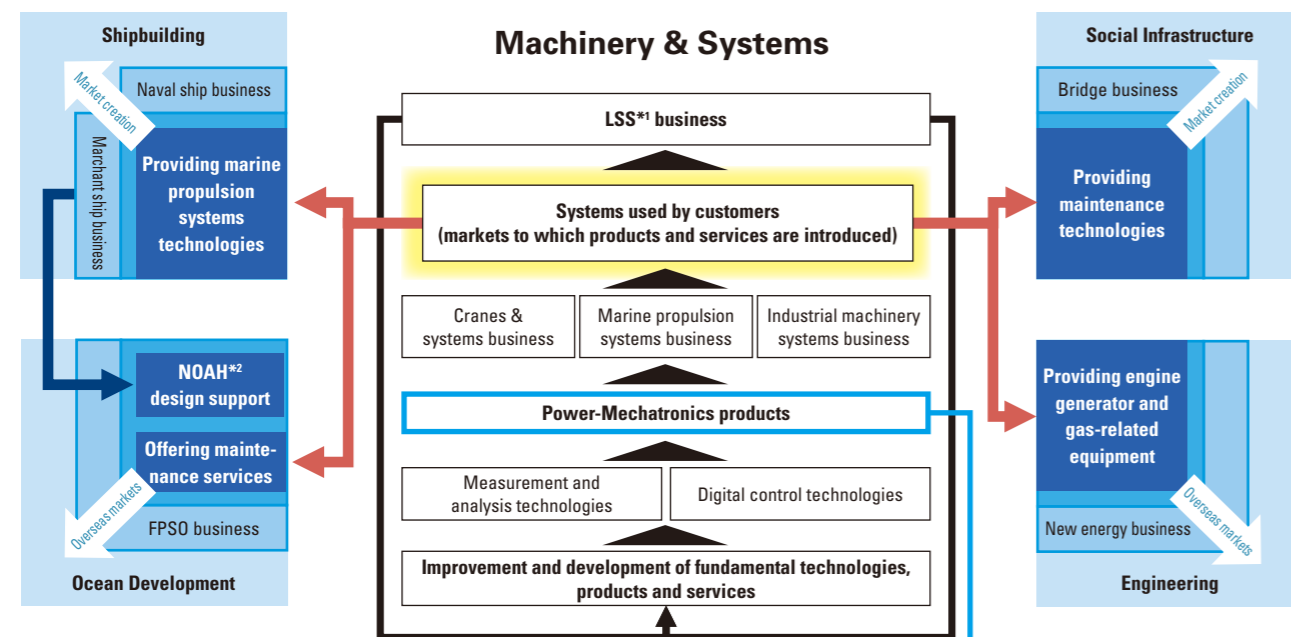 Machinery & Systems
Shipbuilding
Market creation
Naval ship business
Marchant ship business
Providing marine
propulsion
systems
technologies
NOAH*2
design support
Offering mainte-
nance services
Overseas markets
FPSO business
Ocean Development
LSS*1 business
Systems used by customers
(markets to which products and services are introduced)
Cranes &
systems business
Marine propulsion
systems business
Industrial machinery
systems business
Power-Mechatronics products
Measurement and
analysis technologies
Digital control technologies
Improvement and development of fundamental technologies,
products and services
Social Infrastructure
Bridge business
Market creation
Providing
maintenance
technologies
Providing engine
generator and
gas-related
equipment
New energy business
Overseas markets
Engineering